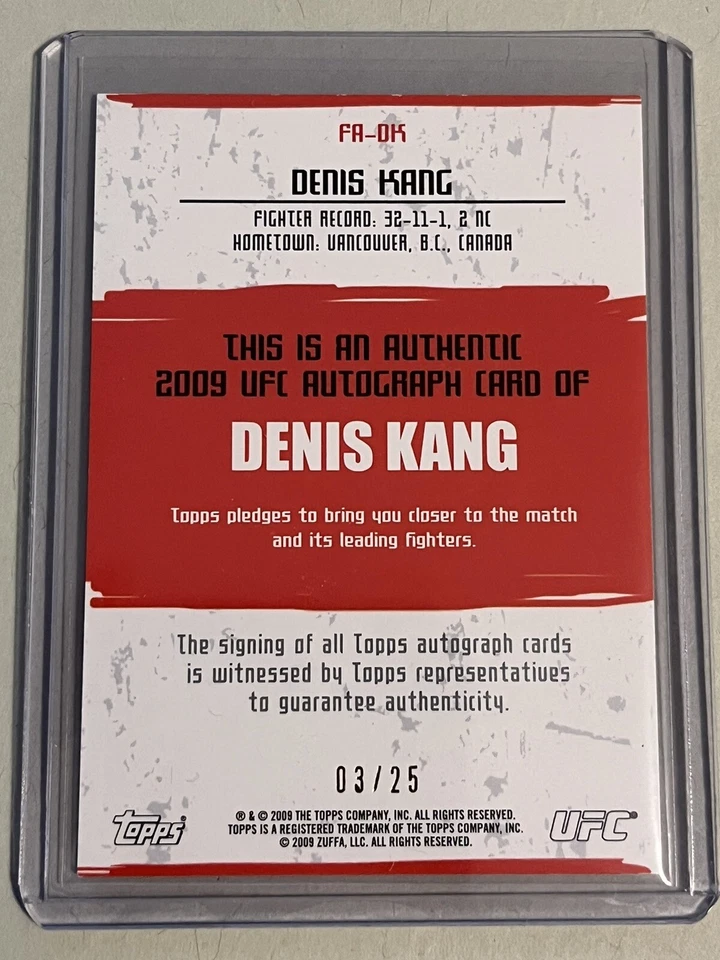 FA-DK
DENIS KANG
FIGHTER RECORD: 32-11-1, 2 NC
HOMETOWN: VANCOUVER, B.C., CANADA
THIS IS AN AUTHENTIC
2009 UFC AUTOGRAPH CARD OF
DENIS KANG
Topps pledges to bring you closer to the match
and its leading fighters.
The signing of all Topps autograph cards
is witnessed by Topps representatives
to guarantee authenticity.
03/25
® & © 2009 THE TOPPS COMPANY, INC. ALL RIGHTS RESERVED.
TOPPS IS A REGISTERED TRADEMARK OF THE TOPPS COMPANY, INC.
© 2009 ZUFFA, LLC. ALL RIGHTS RESERVED.
Topps®
UFC®